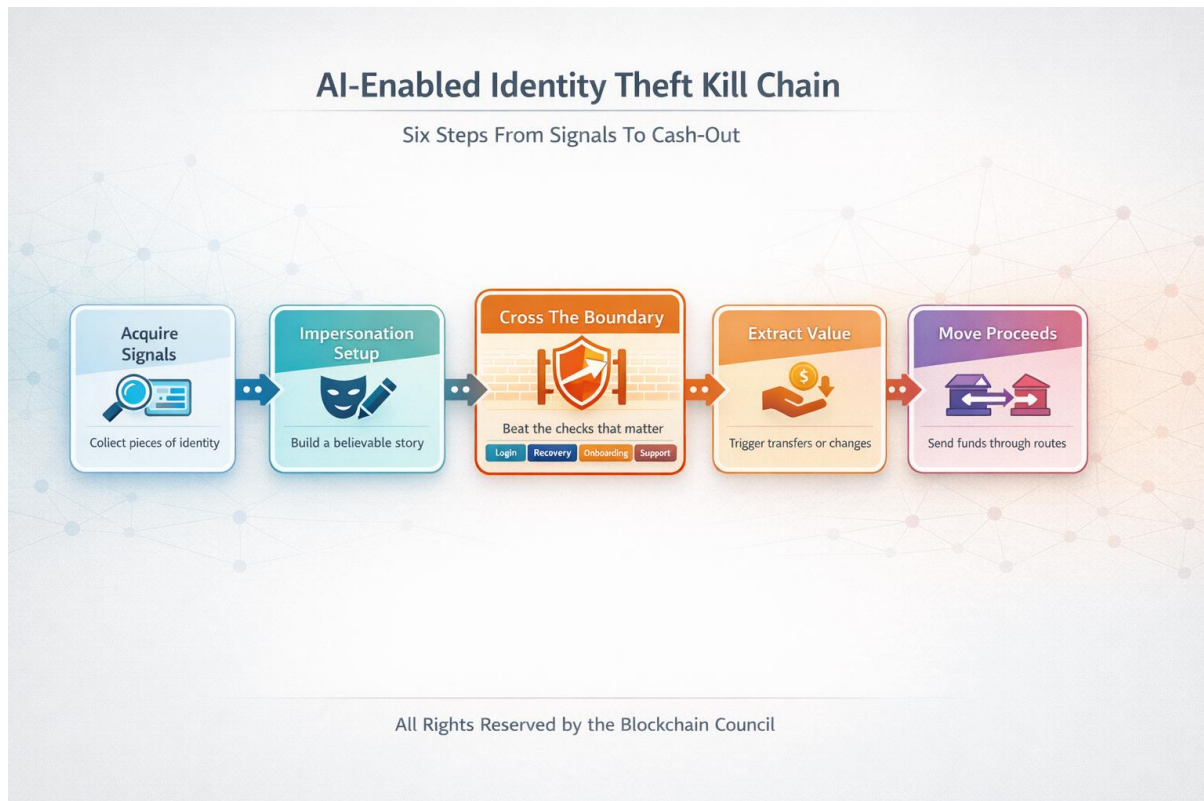 AI-Enabled Identity Theft Kill Chain
Six Steps From Signals To Cash-Out
Acquire
Signals
Collect pieces of identity
Impersonation
Setup
Build a believable story
Cross The Boundary
Beat the checks that matter
Login Recovery Onboarding Support
Extract Value
$
Trigger transfers or changes
Move Proceeds
Send funds through routes
All Rights Reserved by the Blockchain Council